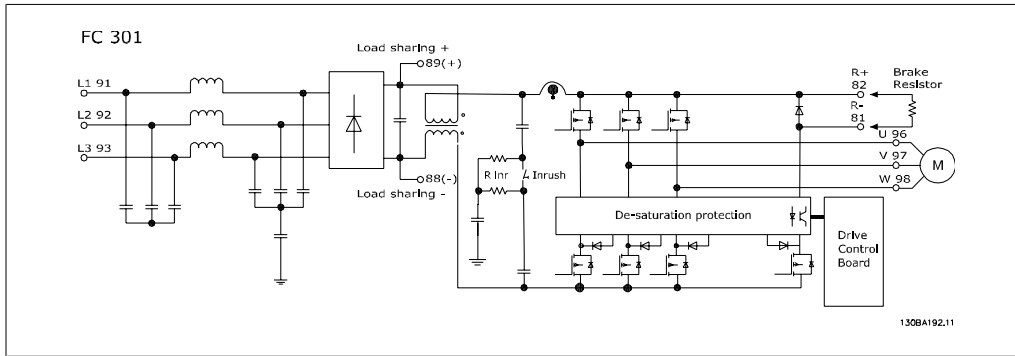 FC 301
Load sharing +
89(+)
L1 91
L2 92
L3 93
88(-)
Load sharing -
R Inr
Inrush
R+
82
Brake
Resistor
R-
81
U 96
V 97
W 98
M
De-saturation protection
Drive
Control
Board
130BA192.11